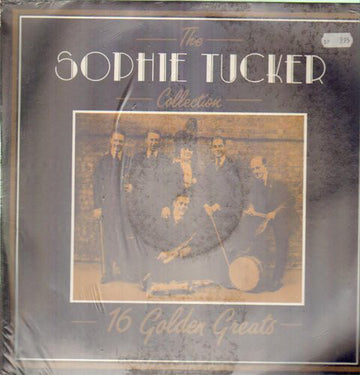 The
SOPHIE TUCKER
Collection
16 Golden Greats